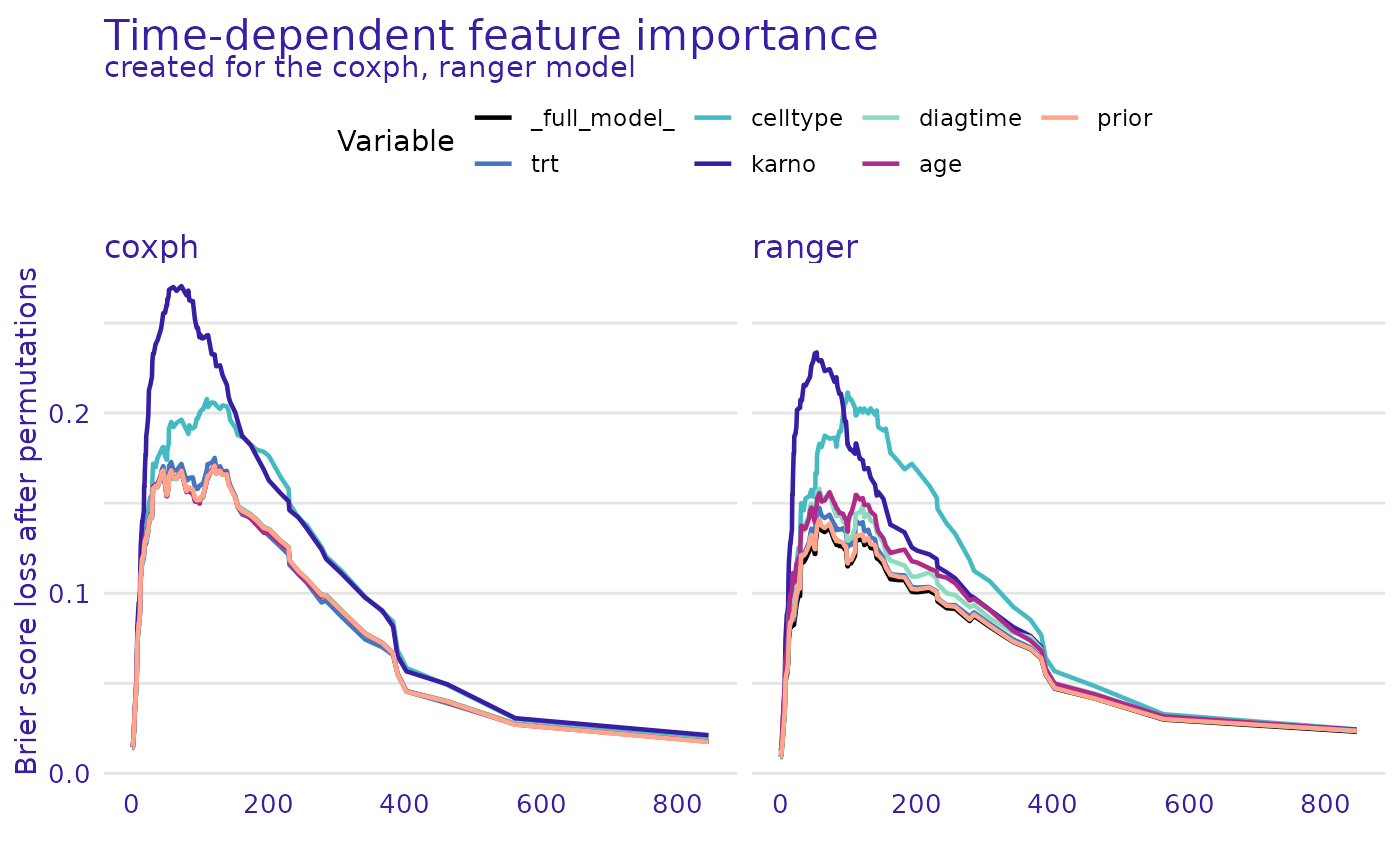 Time-dependent feature importance
created for the coxph, ranger model
Variable
_full_model_ celltype diagtime prior
trt karno age
coxph
ranger
Brier score loss after permutations
0.2
0.1
0.0
0 200 400 600 800
0 200 400 600 800